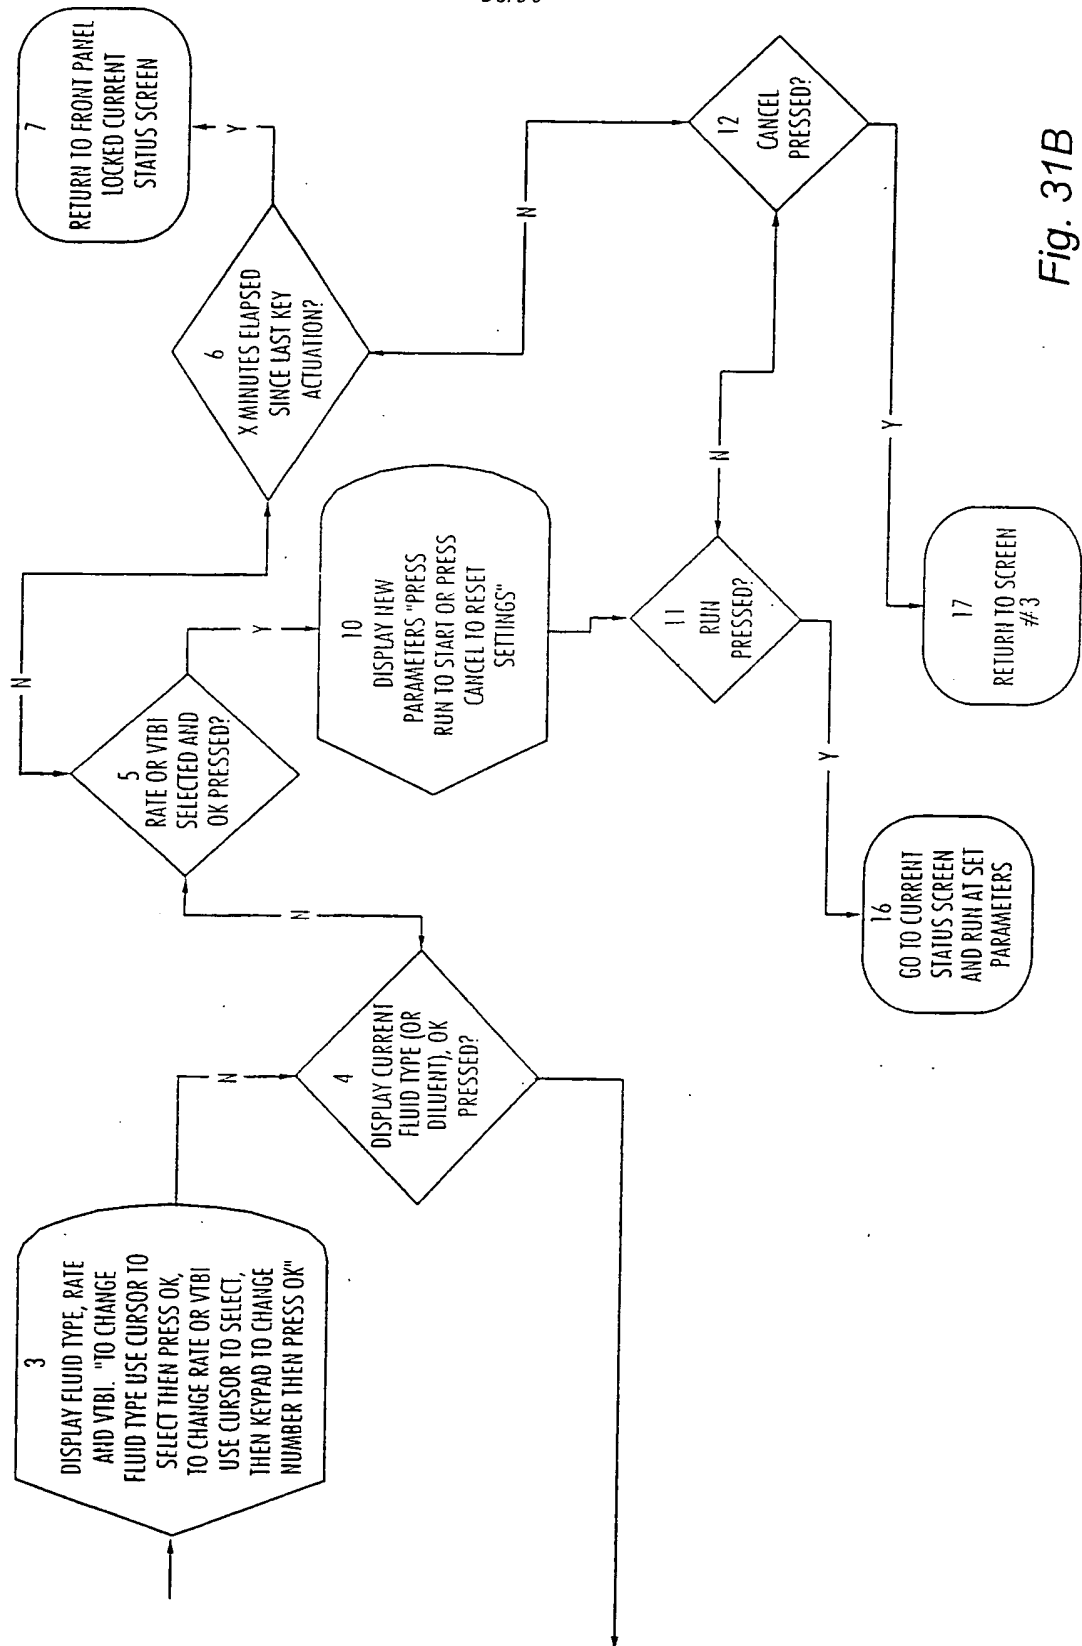 3
DISPLAY FLUID TYPE, RATE
AND VTBI. "TO CHANGE
FLUID TYPE USE CURSOR TO
SELECT THEN PRESS OK,
TO CHANGE RATE OR VTBI
USE CURSOR TO SELECT,
THEN KEYPAD TO CHANGE
NUMBER THEN PRESS OK"
N
4
DISPLAY CURRENT
FLUID TYPE (OR
DILUENT), OK
PRESSED?
N
5
RATE OR VTBI
SELECTED AND
OK PRESSED?
N
Y
6
X MINUTES ELAPSED
SINCE LAST KEY
ACTUATION?
Y
7
RETURN TO FRONT PANEL
LOCKED CURRENT
STATUS SCREEN
N
10
DISPLAY NEW
PARAMETERS "PRESS
RUN TO START OR PRESS
CANCEL TO RESET
SETTINGS"
11
RUN
PRESSED?
N
12
CANCEL
PRESSED?
Y
Y
16
GO TO CURRENT
STATUS SCREEN
AND RUN AT SET
PARAMETERS
17
RETURN TO SCREEN
#3
Fig. 31B